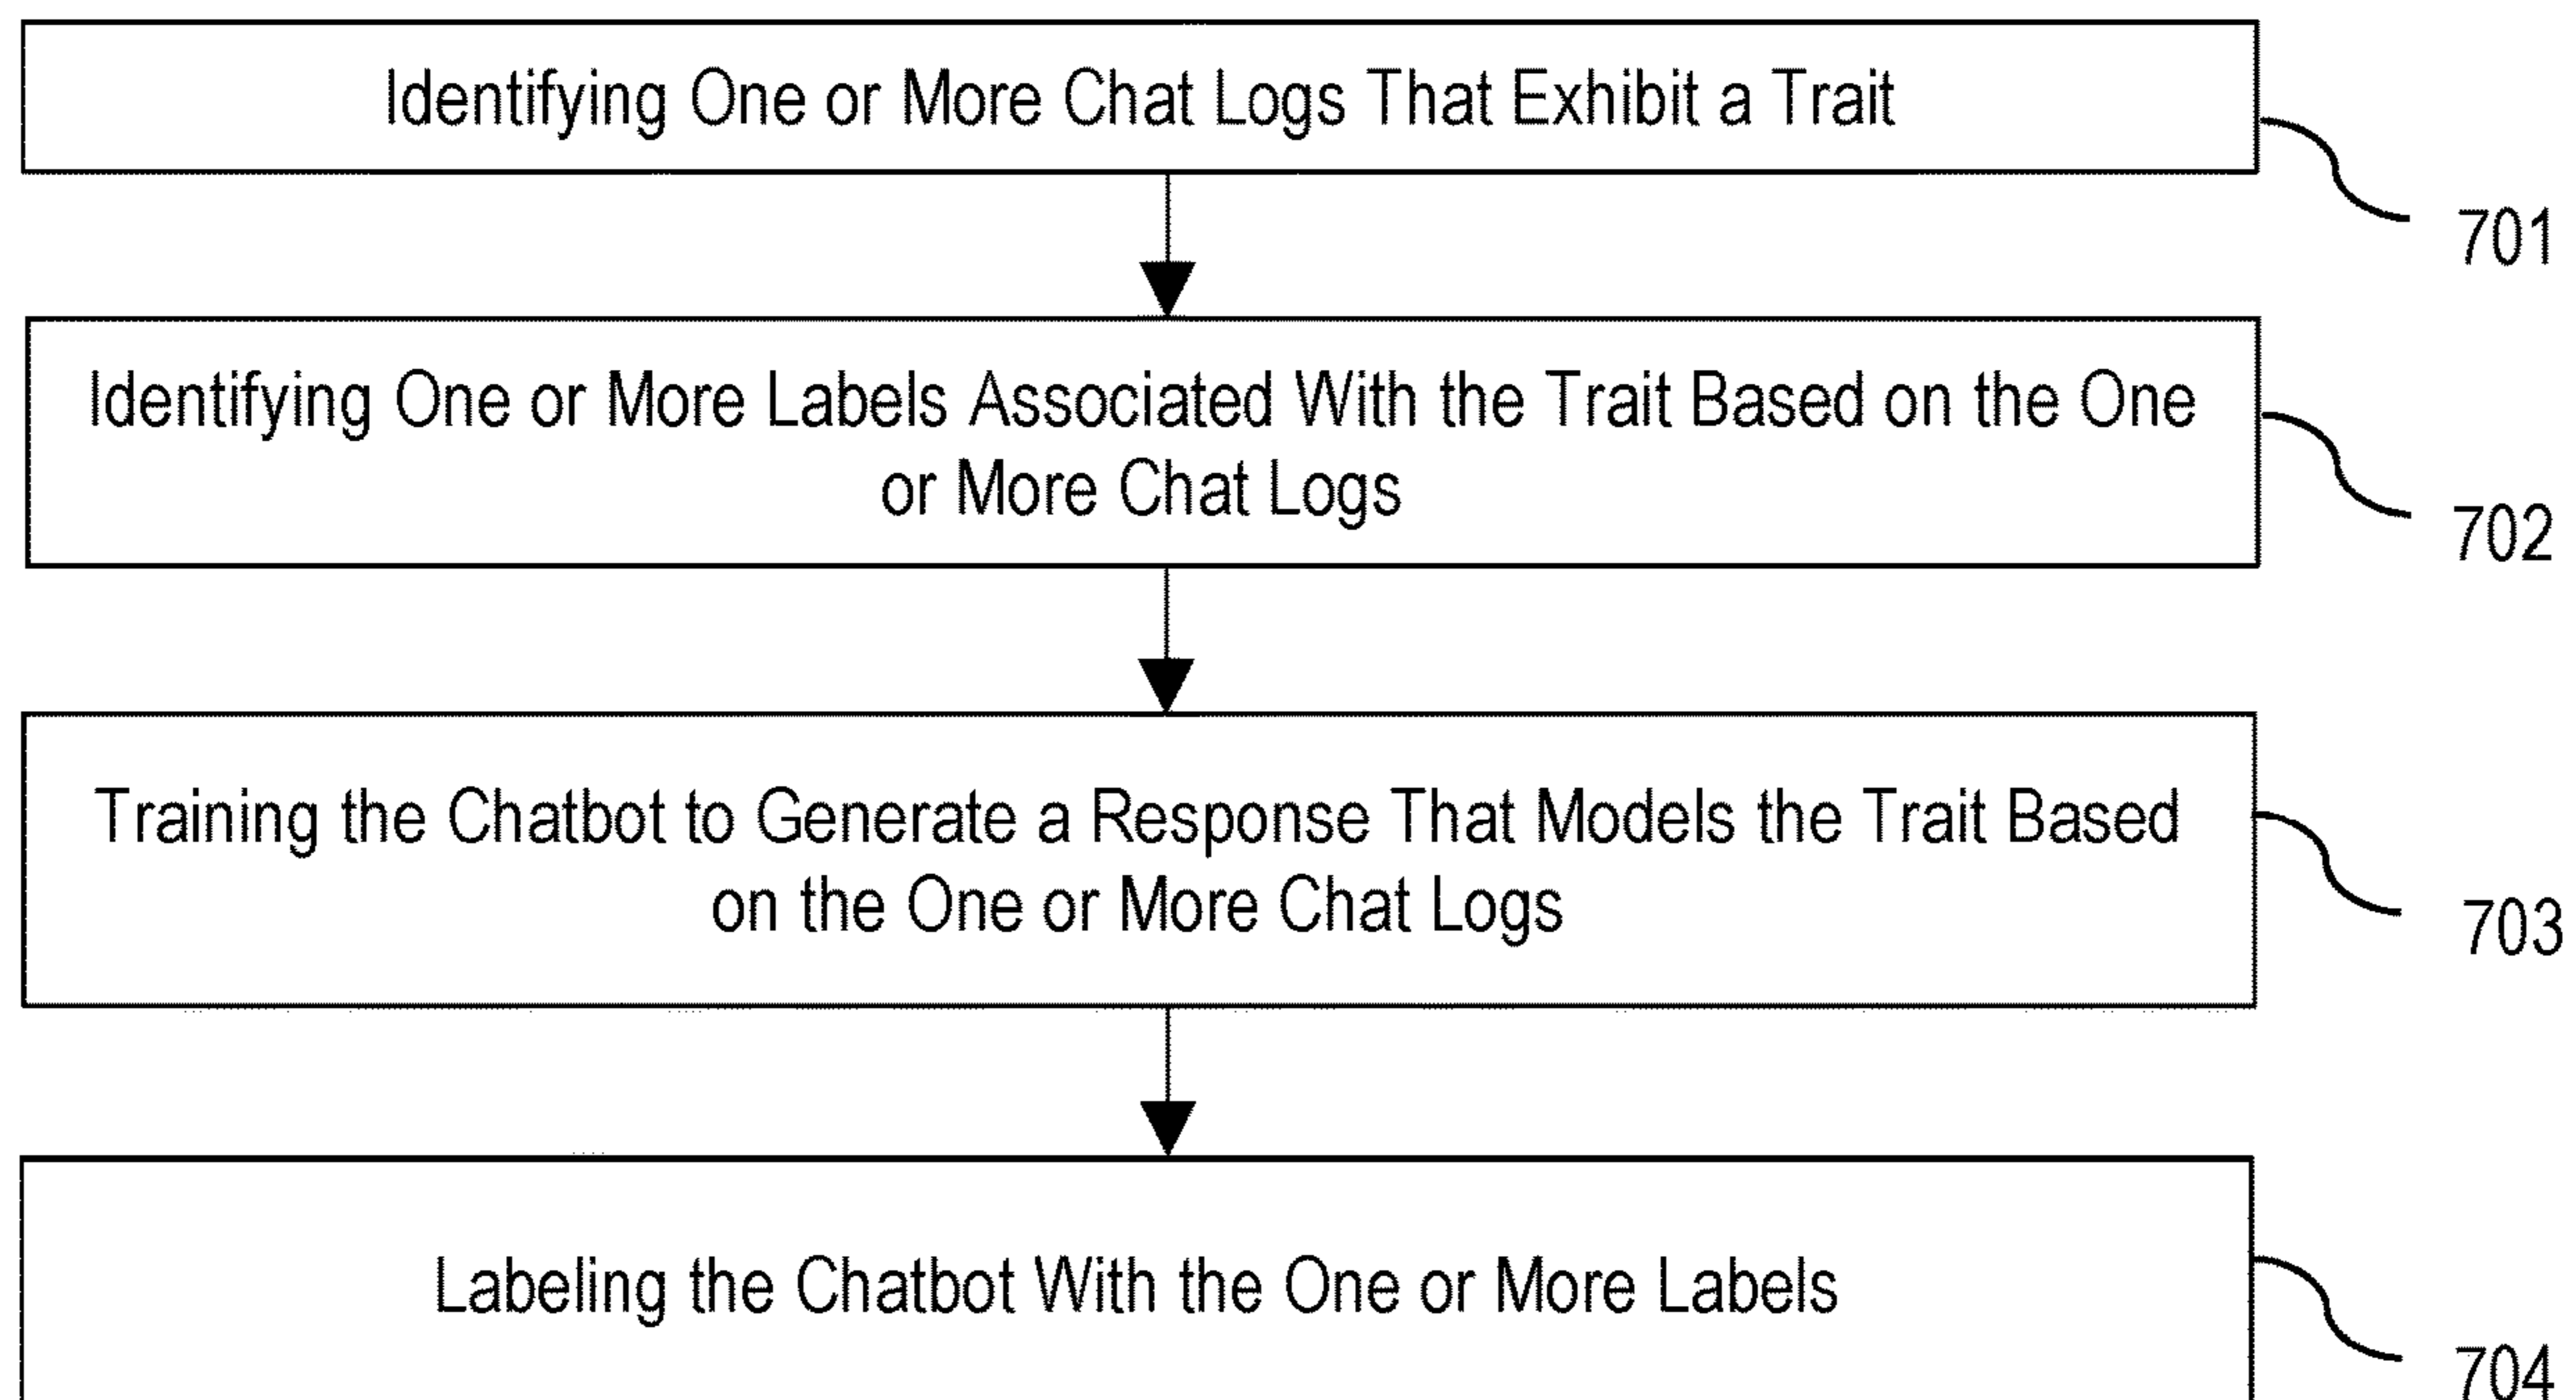 Identifying One or More Chat Logs That Exhibit a Trait
701
Identifying One or More Labels Associated With the Trait Based on the One
or More Chat Logs
702
Training the Chatbot to Generate a Response That Models the Trait Based
on the One or More Chat Logs
703
Labeling the Chatbot With the One or More Labels
704